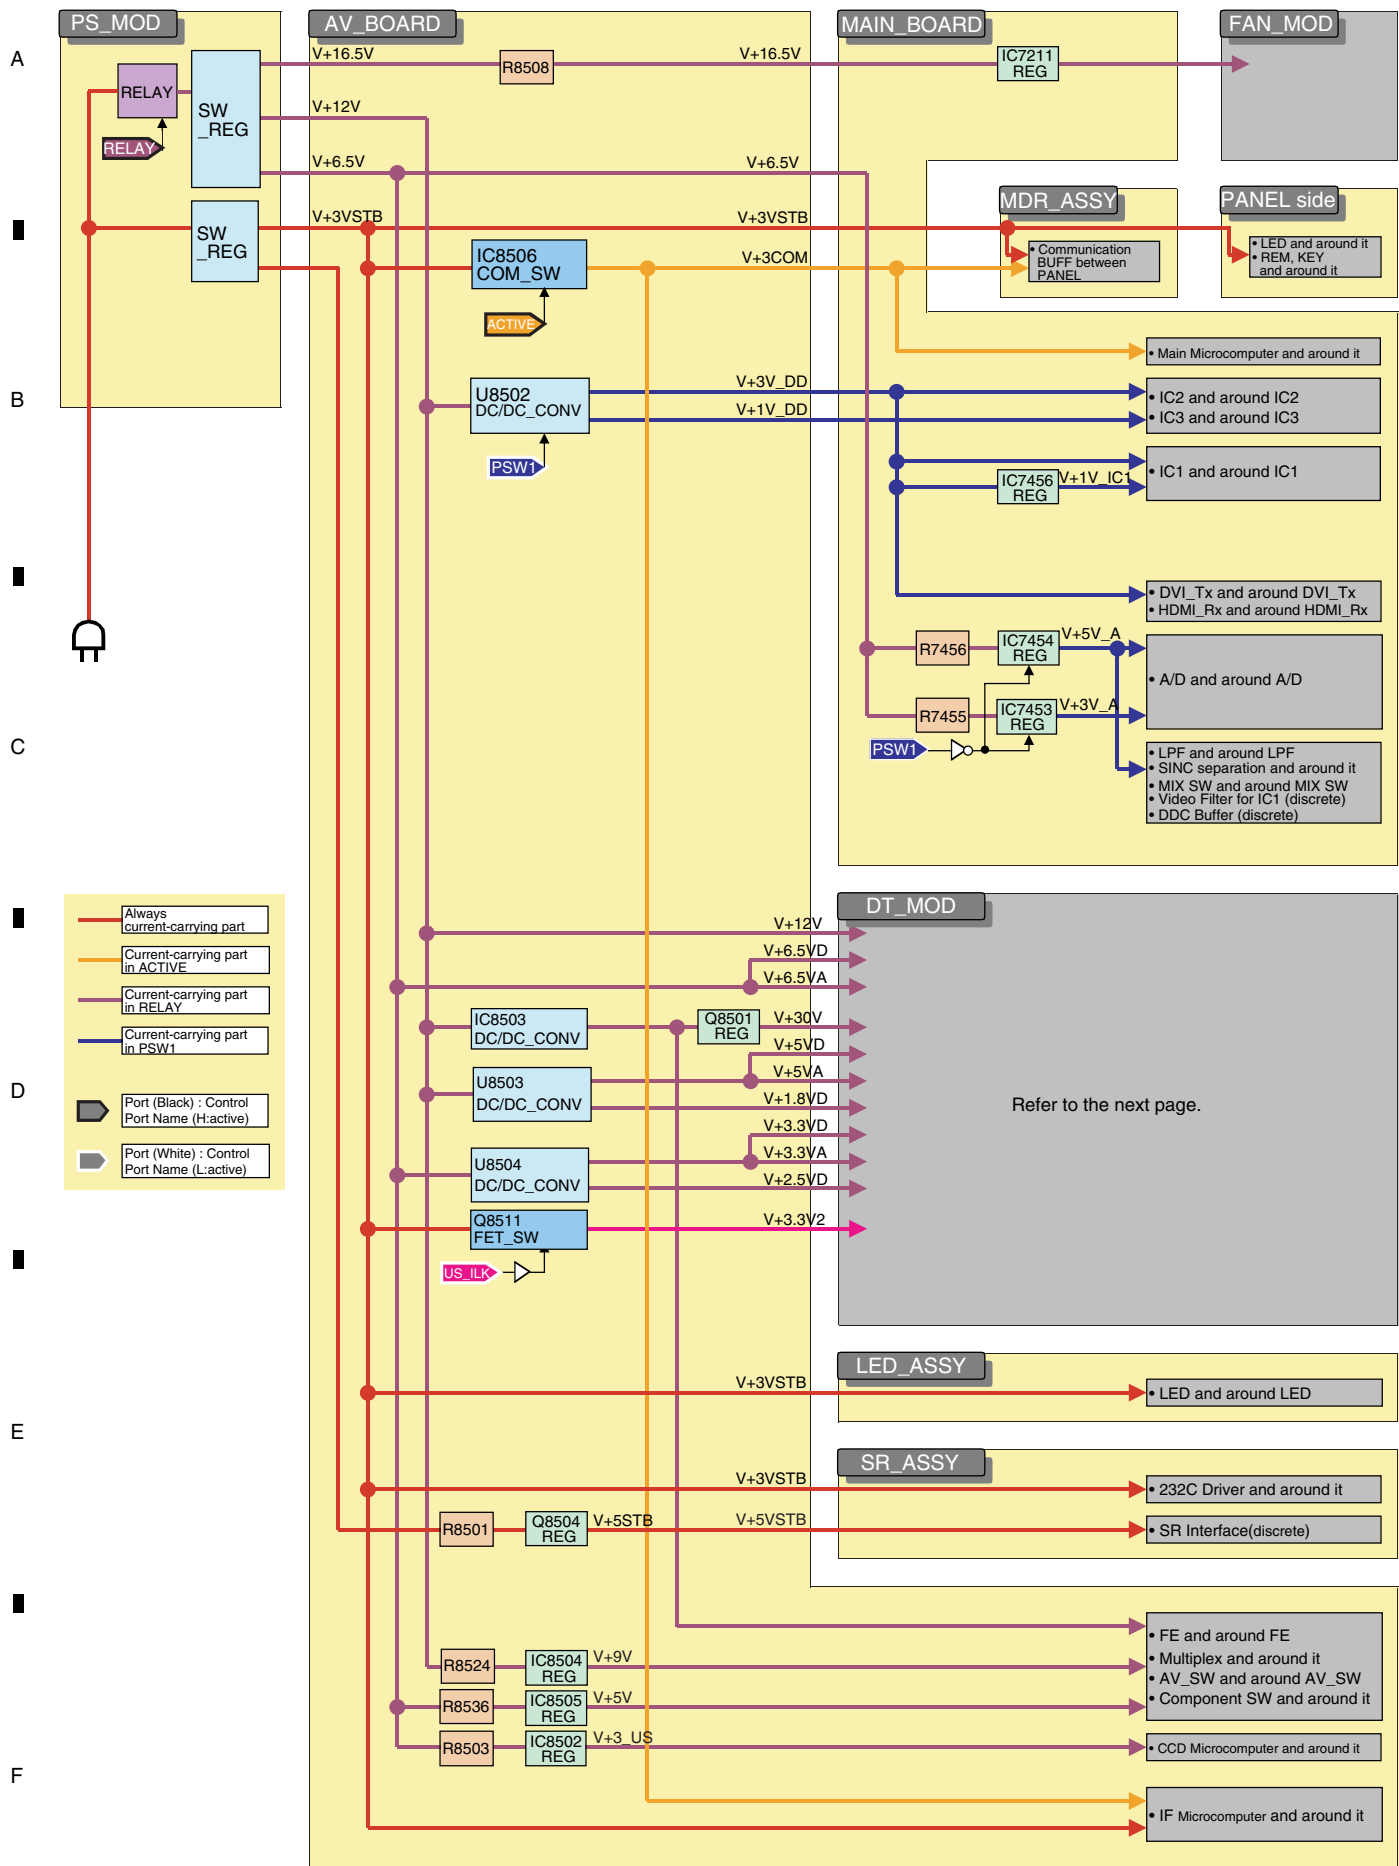 PS_MOD
AV_BOARD
MAIN_BOARD
FAN_MOD
A
V+16.5V
R8508
V+16.5V
IC7211
REG
RELAY
SW
_REG
V+12V
RELAY
V+6.5V
V+6.5V
MDR_ASSY
PANEL side
SW
_REG
V+3VSTB
V+3VSTB
IC8506
COM_SW
V+3COM
• Communication
BUFF between
PANEL
• LED and around it
• REM, KEY
and around it
ACTIVE
• Main Microcomputer and around it
B
U8502
DC/DC_CONV
V+3V_DD
V+1V_DD
• IC2 and around IC2
• IC3 and around IC3
PSW1
IC7456
REG
V+1V_IC1
• IC1 and around IC1
• DVI_Tx and around DVI_Tx
• HDMI_Rx and around HDMI_Rx
R7456
IC7454
REG
V+5V_A
• A/D and around A/D
R7455
IC7453
REG
V+3V_A
C
PSW1
• LPF and around LPF
• SINC separation and around it
• MIX SW and around MIX SW
• Video Filter for IC1 (discrete)
• DDC Buffer (discrete)
Always
current-carrying part
Current-carrying part
in ACTIVE
Current-carrying part
in RELAY
Current-carrying part
in PSW1
D
Port (Black) : Control
Port Name (H:active)
Port (White) : Control
Port Name (L:active)
DT_MOD
V+12V
V+6.5VD
V+6.5VA
IC8503
DC/DC_CONV
Q8501
REG
V+30V
V+5VD
U8503
DC/DC_CONV
V+5VA
V+1.8VD
Refer to the next page.
V+3.3VD
U8504
DC/DC_CONV
V+3.3VA
V+2.5VD
Q8511
FET_SW
V+3.3V2
US_ILK
LED_ASSY
V+3VSTB
• LED and around LED
E
SR_ASSY
V+3VSTB
• 232C Driver and around it
R8501
Q8504
REG
V+5STB
V+5VSTB
• SR Interface(discrete)
• FE and around FE
• Multiplex and around it
• AV_SW and around AV_SW
• Component SW and around it
R8524
IC8504
REG
V+9V
R8536
IC8505
REG
V+5V
R8503
IC8502
REG
V+3_US
• CCD Microcomputer and around it
F
• IF Microcomputer and around it